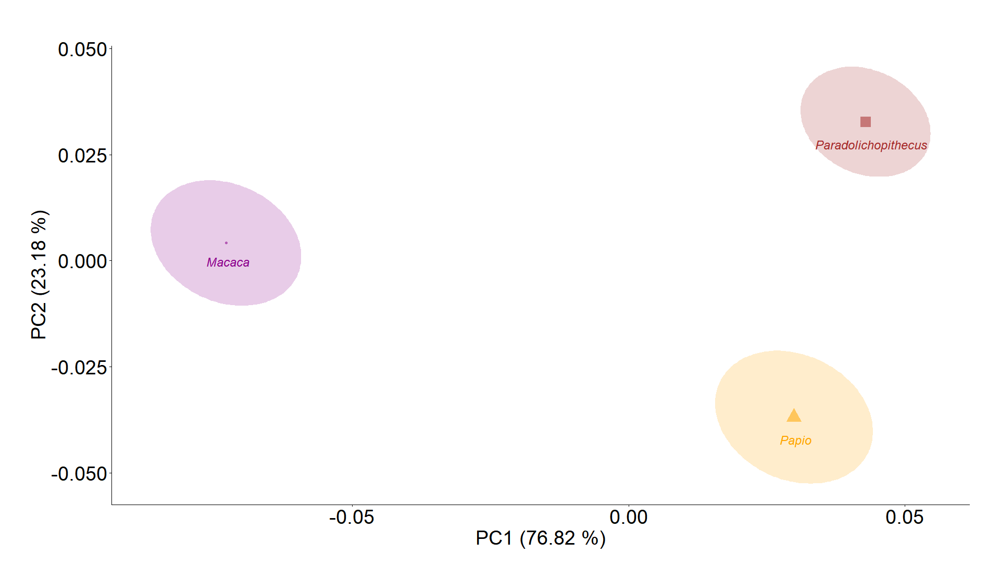 0.050
0.025
0.000
-0.025
-0.050
PC2 (23.18 %)
Paradolichopithecus
Macaca
Papio
-0.05
0.00
0.05
PC1 (76.82 %)